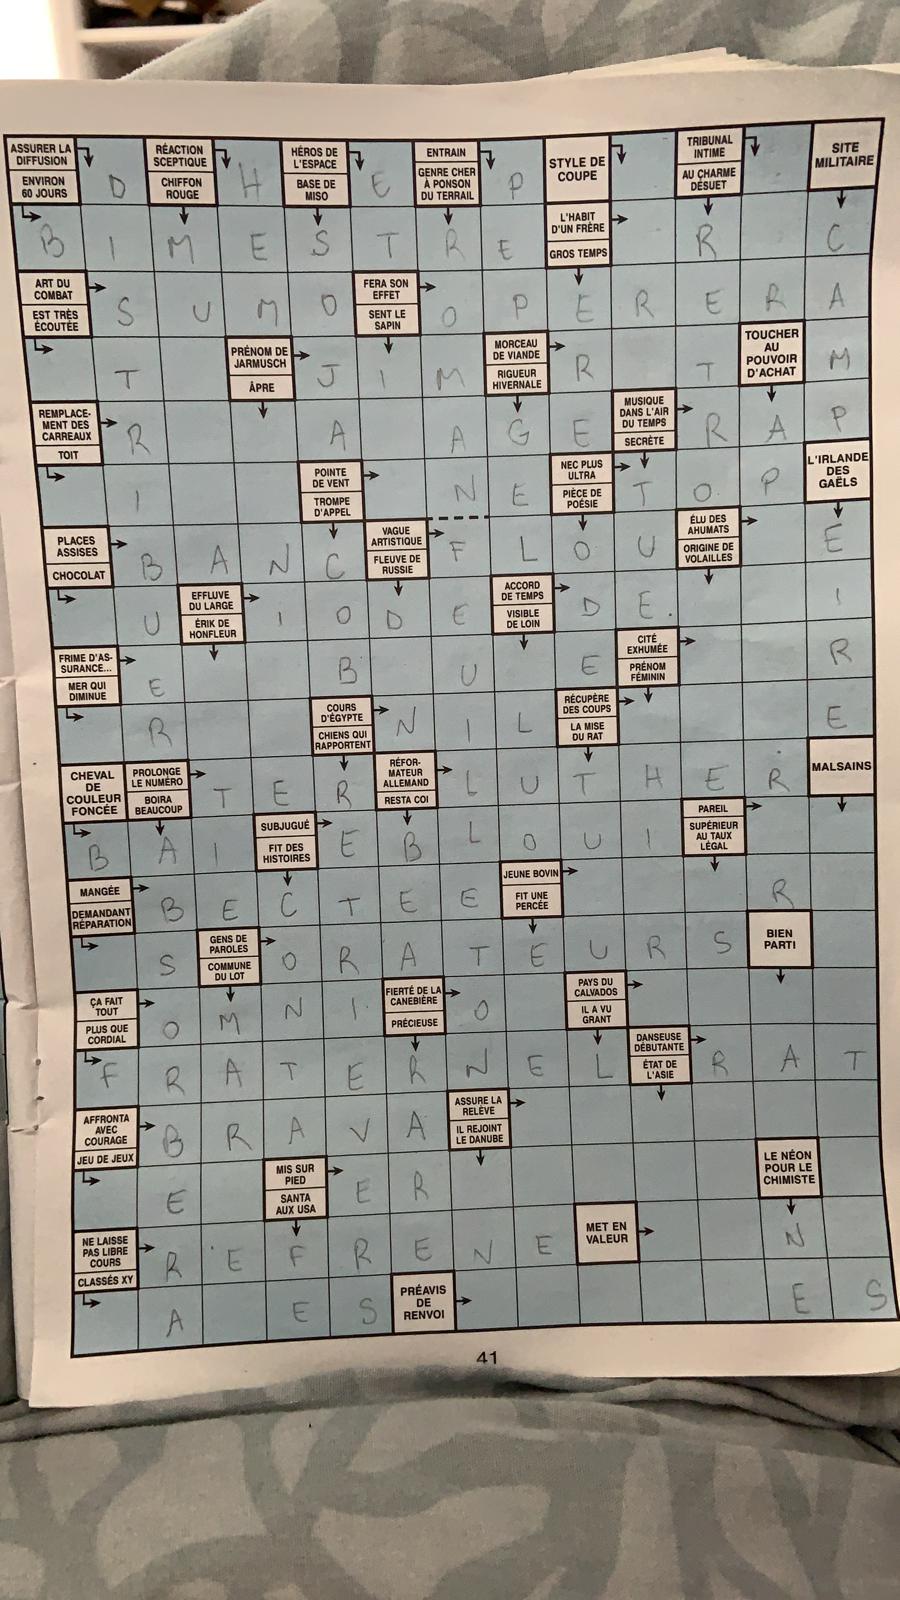 ASSURER LA DIFFUSION
ENVIRON 60 JOURS
D
RÉACTION SCEPTIQUE
CHIFFON ROUGE
H
HÉROS DE L'ESPACE
BASE DE MISO
E
ENTRAIN
GENRE CHER À PONSON DU TERRAIL
P
STYLE DE COUPE
TRIBUNAL INTIME
AU CHARME DÉSUET
SITE MILITAIRE
B I M E S T R E
L'HABIT D'UN FRÈRE
GROS TEMPS
R C
ART DU COMBAT
EST TRÈS ÉCOUTÉE
S U M O
FERA SON EFFET
SENT LE SAPIN
O P E R E R A
A
T
PRÉNOM DE JARMUSCH
ÂPRE
J I M
MORCEAU DE VIANDE
RIGUEUR HIVERNALE
R T
TOUCHER AU POUVOIR D'ACHAT
M
REMPLACE-MENT DES CARREAUX
TOIT
R A A G E
MUSIQUE DANS L'AIR DU TEMPS
SECRÈTE
R A P
I
POINTE DE VENT
TROMPE D'APPEL
N E
NEC PLUS ULTRA
PIÈCE DE POÉSIE
T O P
L'IRLANDE DES GAËLS
PLACES ASSISES
CHOCOLAT
B A N C
VAGUE ARTISTIQUE
FLEUVE DE RUSSIE
F L O U
ÉLU DES AHUMATS
ORIGINE DE VOLAILLES
E
U
EFFLUVE DU LARGE
ÉRIK DE HONFLEUR
I O D E
ACCORD DE TEMPS
VISIBLE DE LOIN
D E I
FRIME D'AS-SURANCE...
MER QUI DIMINUE
E B U E
CITÉ EXHUMÉE
PRÉNOM FÉMININ
R
R
COURS D'ÉGYPTE
CHIENS QUI RAPPORTENT
N I L
RÉCUPÈRE DES COUPS
LA MISE DU RAT
E
CHEVAL DE COULEUR FONCÉE
PROLONGE LE NUMÉRO
BOIRA BEAUCOUP
T E R
RÉFOR-MATEUR ALLEMAND
RESTA COI
L U T H E R
MALSAINS
B A I
SUBJUGUÉ
FIT DES HISTOIRES
E B L O U I
PAREIL
SUPÉRIEUR AU TAUX LÉGAL
MANGÉE
DEMANDANT RÉPARATION
B E C T E E
JEUNE BOVIN
FIT UNE PERCÉE
R
S
GENS DE PAROLES
COMMUNE DU LOT
O R A T E U R S
BIEN PARTI
ÇA FAIT TOUT
PLUS QUE CORDIAL
O M N I
FIERTÉ DE LA CANEBIÈRE
PRÉCIEUSE
O
PAYS DU CALVADOS
IL A VU GRANT
F R A T E R N E L
DANSEUSE DÉBUTANTE
ÉTAT DE L'ASIE
R A T
AFFRONTA AVEC COURAGE
JEU DE JEUX
B R A V A
ASSURE LA RELÈVE
IL REJOINT LE DANUBE
E
MIS SUR PIED
SANTA AUX USA
E R
LE NÉON POUR LE CHIMISTE
NE LAISSE PAS LIBRE COURS
CLASSÉS XY
R E F R E N E
MET EN VALEUR
N
A E S
PRÉAVIS DE RENVOI
E S
41